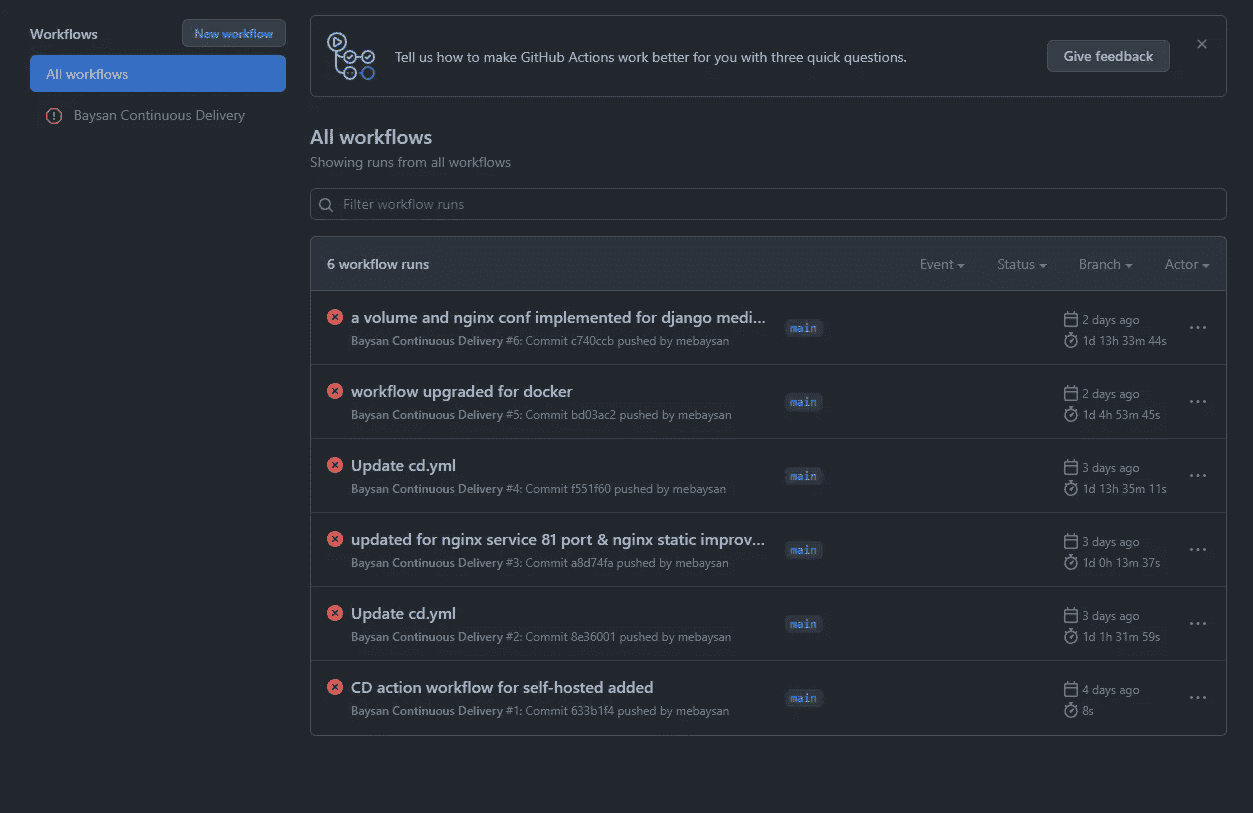 Workflows
New workflow
All workflows
Baysan Continuous Delivery
Tell us how to make GitHub Actions work better for you with three quick questions.
Give feedback
All workflows
Showing runs from all workflows
Filter workflow runs
6 workflow runs
Event
Status
Branch
Actor
a volume and nginx conf implemented for django medi...
main
2 days ago
Baysan Continuous Delivery #6: Commit c740ccb pushed by mebaysan
1d 13h 33m 44s
workflow upgraded for docker
main
2 days ago
Baysan Continuous Delivery #5: Commit bd03ac2 pushed by mebaysan
1d 4h 53m 45s
Update cd.yml
main
3 days ago
Baysan Continuous Delivery #4: Commit f551f60 pushed by mebaysan
1d 13h 35m 11s
updated for nginx service 81 port & nginx static improv...
main
3 days ago
Baysan Continuous Delivery #3: Commit a8d74fa pushed by mebaysan
1d 0h 13m 37s
Update cd.yml
main
3 days ago
Baysan Continuous Delivery #2: Commit 8e36001 pushed by mebaysan
1d 1h 31m 59s
CD action workflow for self-hosted added
main
4 days ago
Baysan Continuous Delivery #1: Commit 633b1f4 pushed by mebaysan
8s